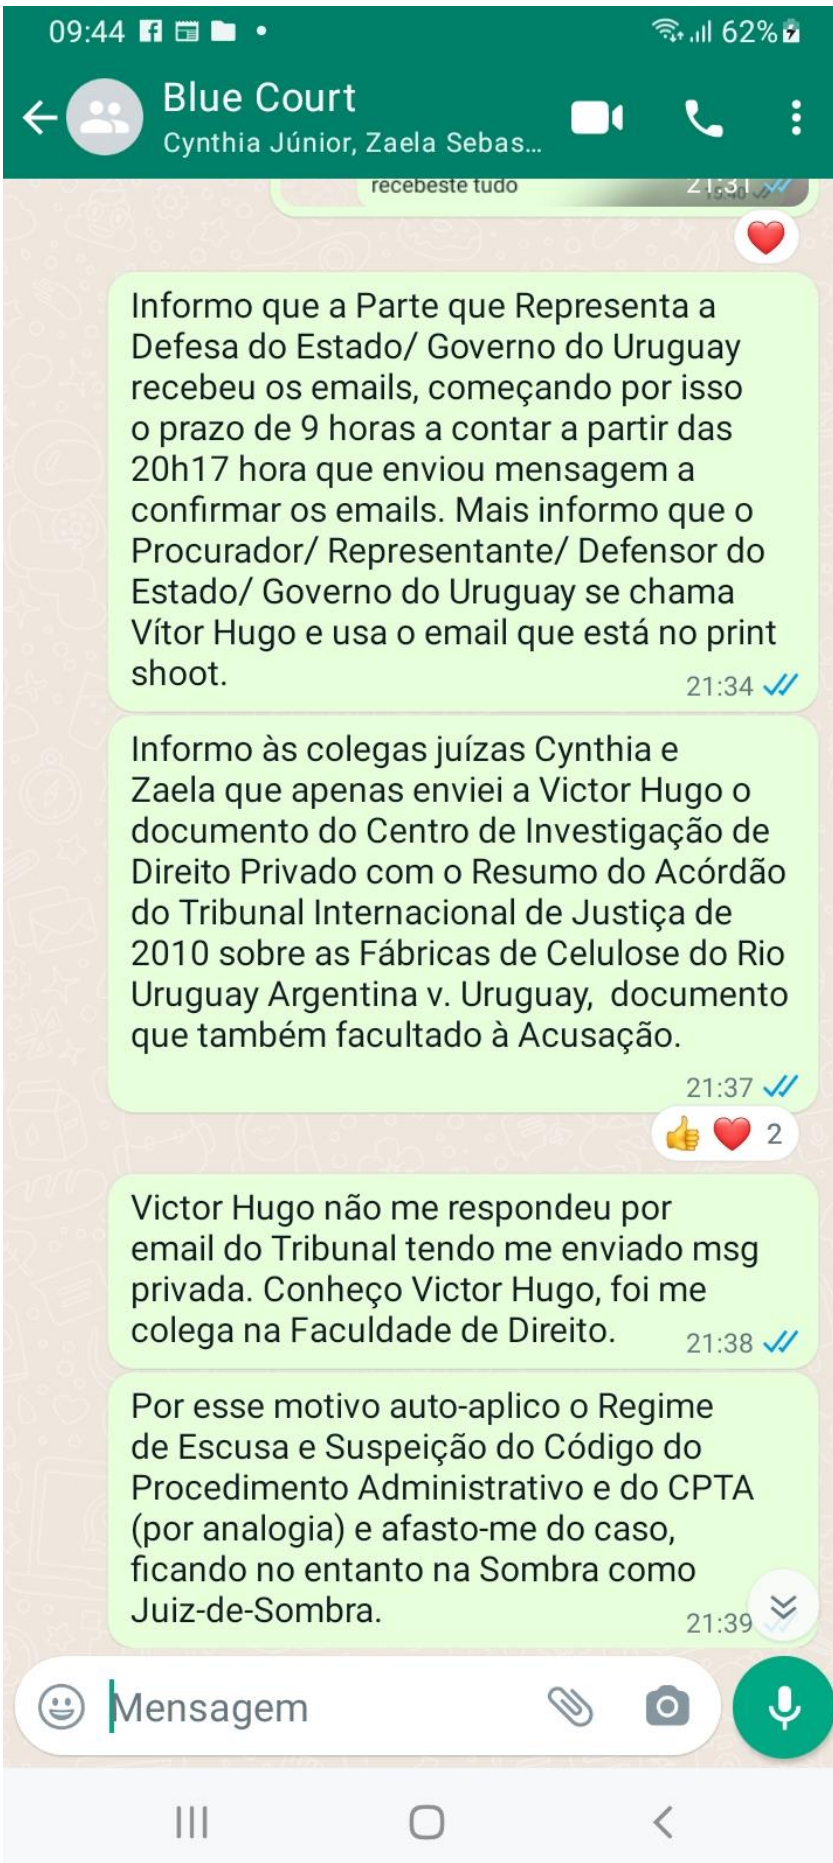 09:44
62%
Blue Court
Cynthia Júnior, Zaela Sebas...
recebeste tudo
21:31
15:40
Informo que a Parte que Representa a
Defesa do Estado/ Governo do Uruguay
recebeu os emails, começando por isso
o prazo de 9 horas a contar a partir das
20h17 hora que enviou mensagem a
confirmar os emails. Mais informo que o
Procurador/ Representante/ Defensor do
Estado/ Governo do Uruguay se chama
Vítor Hugo e usa o email que está no print
shoot.
21:34
Informo às colegas juízas Cynthia e
Zaela que apenas enviei a Victor Hugo o
documento do Centro de Investigação de
Direito Privado com o Resumo do Acórdão
do Tribunal Internacional de Justiça de
2010 sobre as Fábricas de Celulose do Rio
Uruguay Argentina v. Uruguay, documento
que também facultado à Acusação.
21:37
2
Victor Hugo não me respondeu por
email do Tribunal tendo me enviado msg
privada. Conheço Victor Hugo, foi me
colega na Faculdade de Direito.
21:38
Por esse motivo auto-aplico o Regime
de Escusa e Suspeição do Código do
Procedimento Administrativo e do CPTA
(por analogia) e afasto-me do caso,
ficando no entanto na Sombra como
Juiz-de-Sombra.
21:39
Mensagem